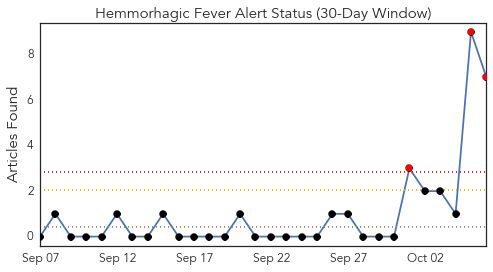 Hemmorhagic Fever Alert Status (30-Day Window)
Articles Found
8
6
4
2
0
Sep 07 Sep 12 Sep 17 Sep 22 Sep 27 Oct 02